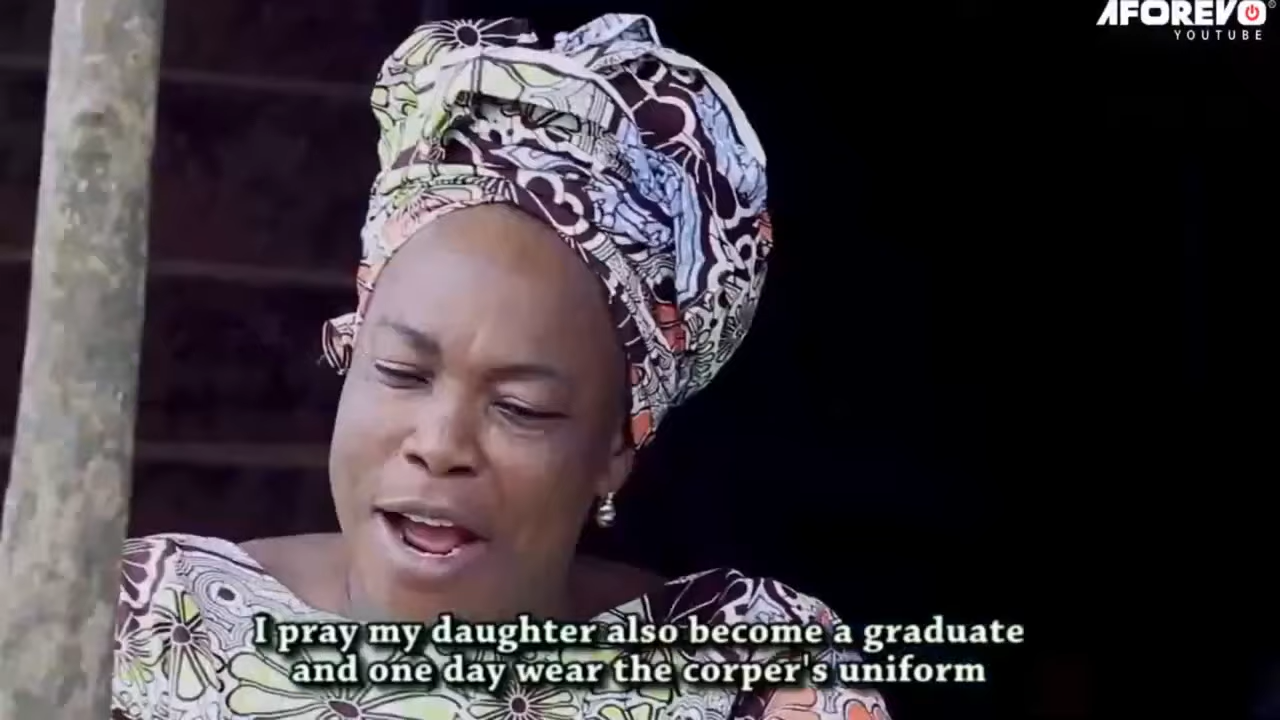 AFOREVO
YOUTUBE
I pray my daughter also become a graduate
and one day wear the corper's uniform